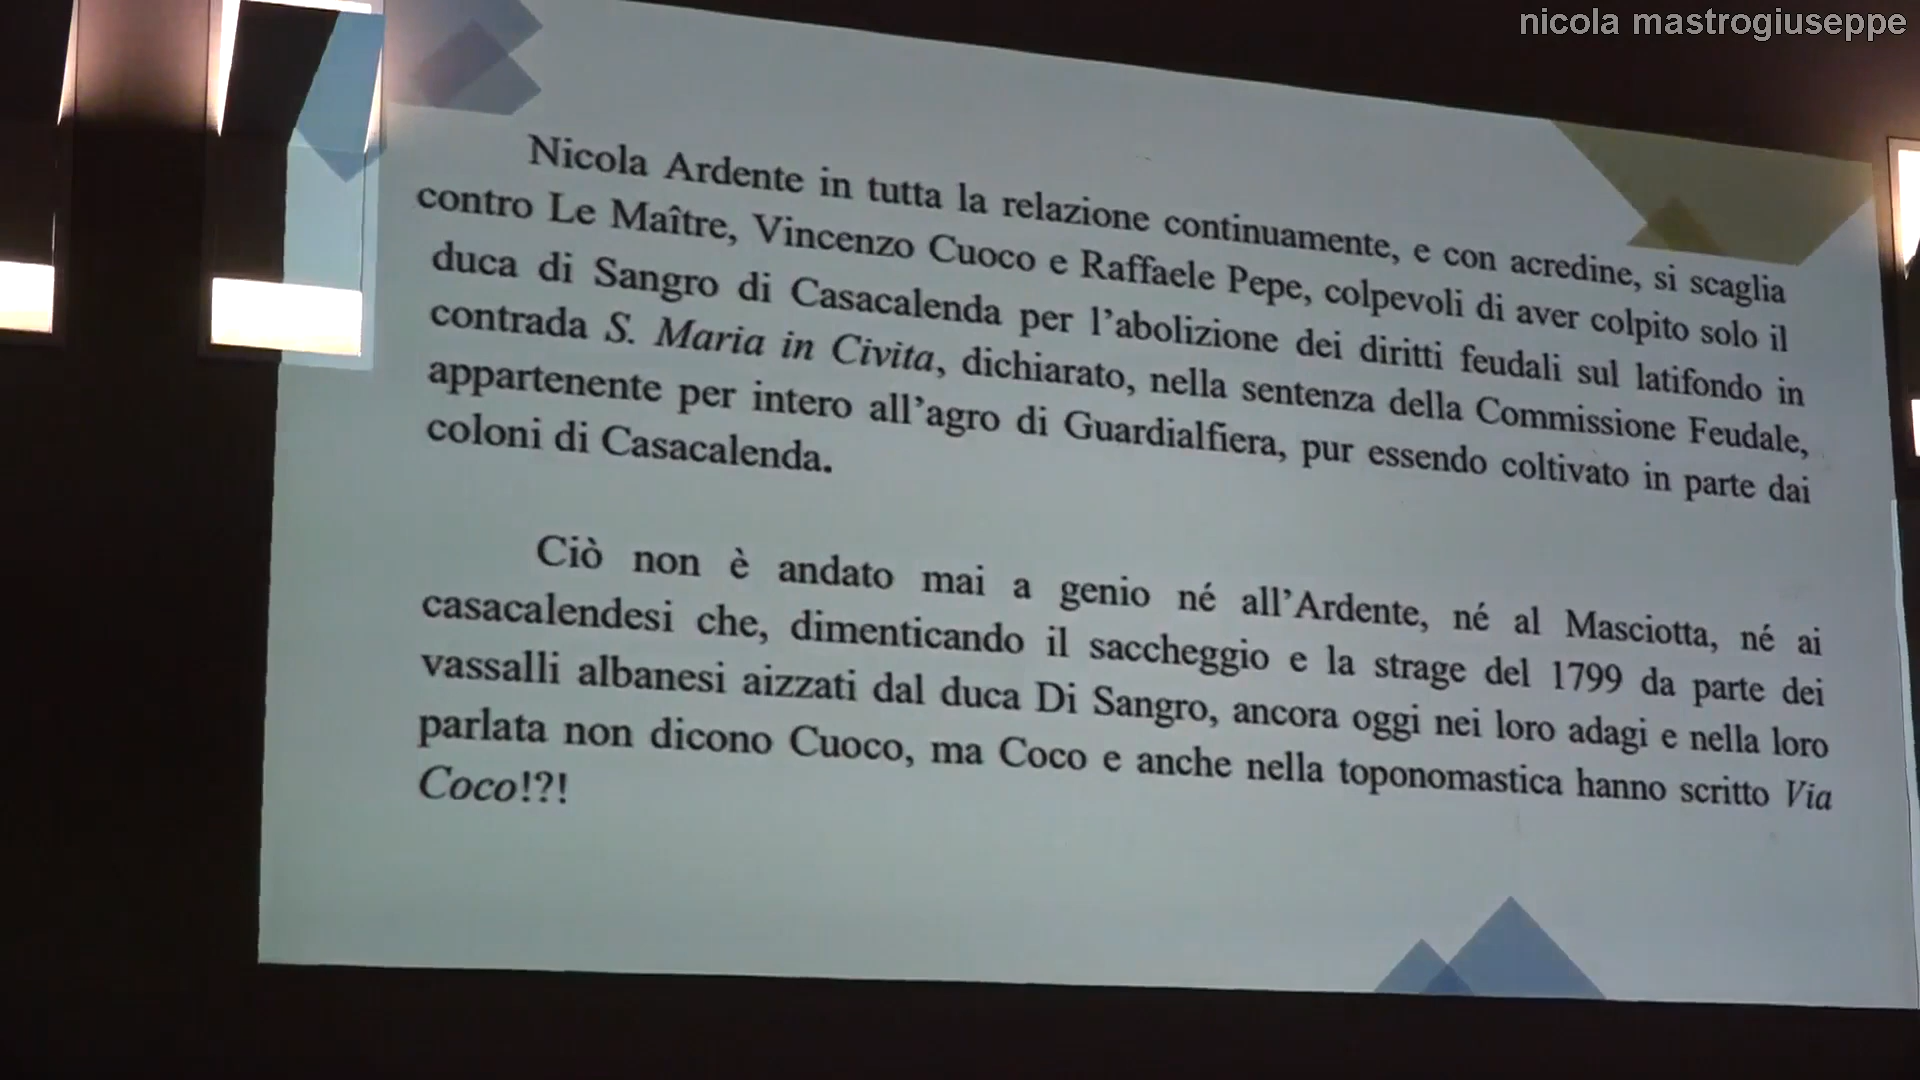 nicola mastrogiuseppe
Nicola Ardente in tutta la relazione continuamente, e con acredine, si scaglia
contro Le Maître, Vincenzo Cuoco e Raffaele Pepe, colpevoli di aver colpito solo il
duca di Sangro di Casacalenda per l’abolizione dei diritti feudali sul latifondo in
contrada S. Maria in Civita, dichiarato, nella sentenza della Commissione Feudale,
appartenente per intero all’agro di Guardialfiera, pur essendo coltivato in parte dai
coloni di Casacalenda.
Ciò non è andato mai a genio né all’Ardente, né al Masciotta, né ai
casacalendesi che, dimenticando il saccheggio e la strage del 1799 da parte dei
vassalli albanesi aizzati dal duca Di Sangro, ancora oggi nei loro adagi e nella loro
parlata non dicono Cuoco, ma Coco e anche nella toponomastica hanno scritto Via
Coco!?!